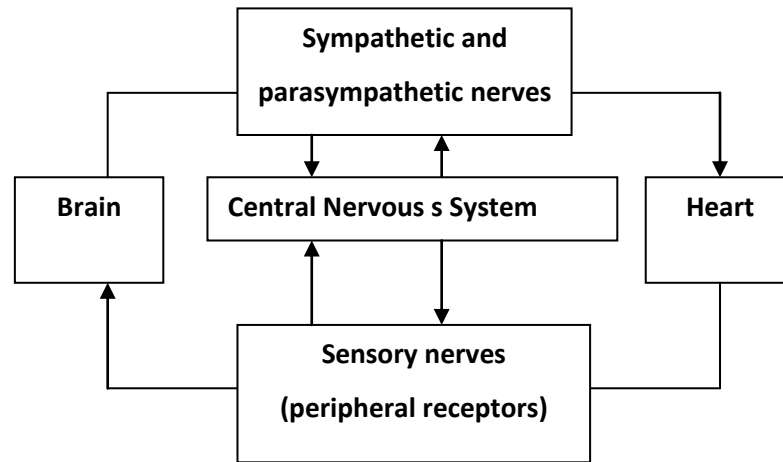 Sympathetic and
parasympathetic nerves
Brain
Central Nervous s System
Heart
Sensory nerves
(peripheral receptors)